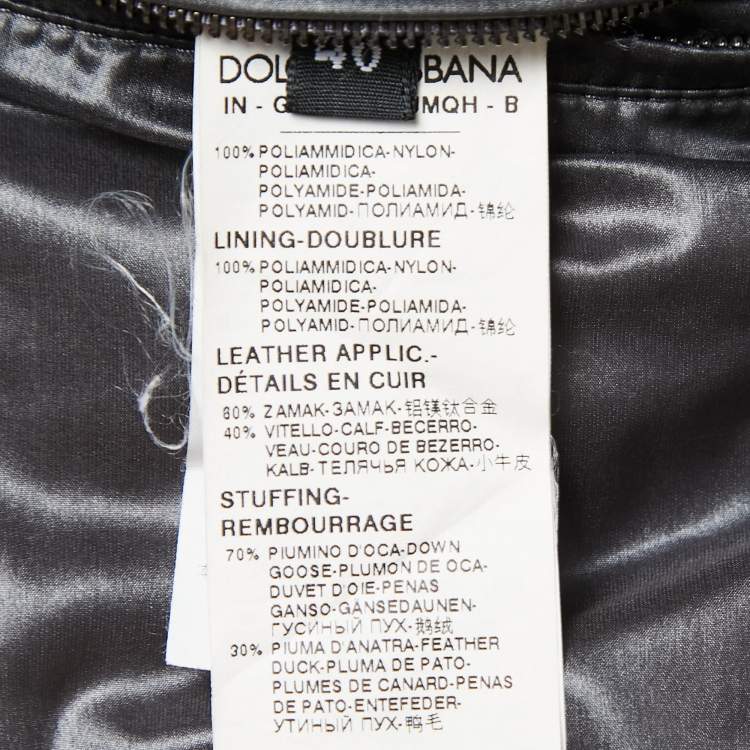 40
DOL BANA
IN - G MQH - B
100% POLIAMMIDICA-NYLON-
POLIAMIDICA-
POLYAMIDE-POLIAMIDA-
POLYAMID-ПОЛИАМИД-锦纶
LINING-DOUBLURE
100% POLIAMMIDICA-NYLON-
POLIAMIDICA-
POLYAMIDE-POLIAMIDA-
POLYAMID-ПОЛИАМИД-锦纶
LEATHER APPLIC.-
DÉTAILS EN CUIR
60% ZAMAK-ЗАМАК-铝镁钛合金
40% VITELLO-CALF-BECERRO-
VEAU-COURO DE BEZERRO-
KALB-ТЕЛЯЧЬЯ КОЖА-小牛皮
STUFFING-
REMBOURRAGE
70% PIUMINO D'OCA-DOWN
GOOSE-PLUMON DE OCA-
DUVET D'OIE-PENAS
GANSO-GANSEDAUNEN-
ГУСИНЫЙ ПУХ-鹅绒
30% PIUMA D'ANATRA-FEATHER
DUCK-PLUMA DE PATO-
PLUMES DE CANARD-PENAS
DE PATO-ENTEFEDER-
УТИНЫЙ ПУХ-鸭毛